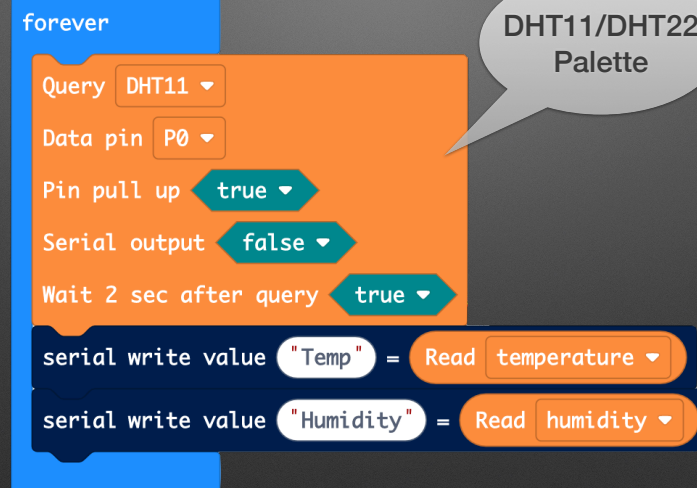 forever
DHT11/DHT22
Palette
Query DHT11
Data pin P0
Pin pull up true
Serial output false
Wait 2 sec after query true
serial write value "Temp" = Read temperature
serial write value "Humidity" = Read humidity